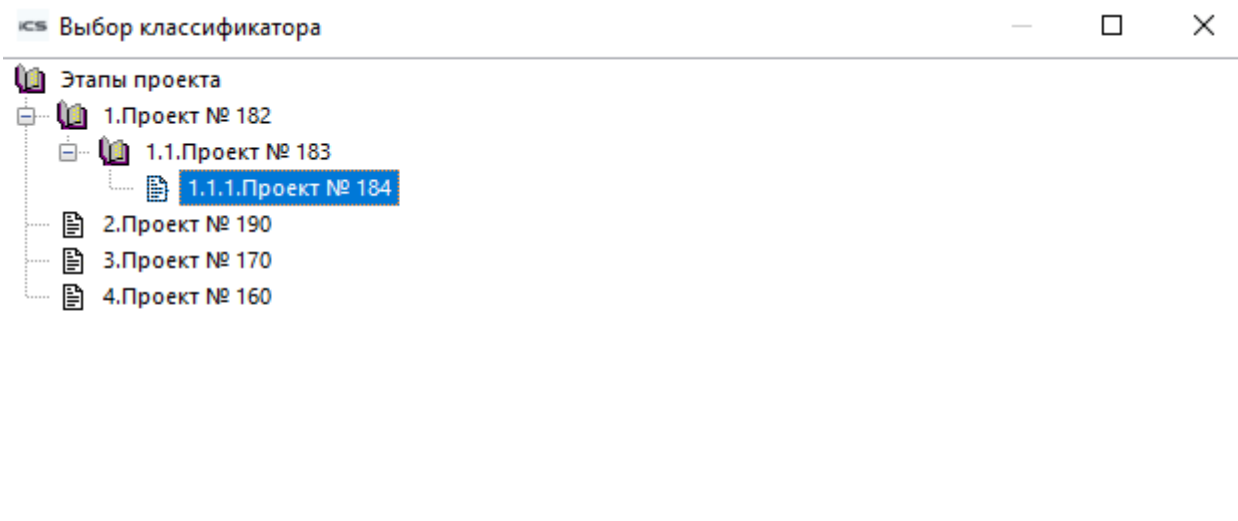 iCS Выбор классификатора
Этапы проекта
1.Проект № 182
1.1.Проект № 183
1.1.1.Проект № 184
2.Проект № 190
3.Проект № 170
4.Проект № 160